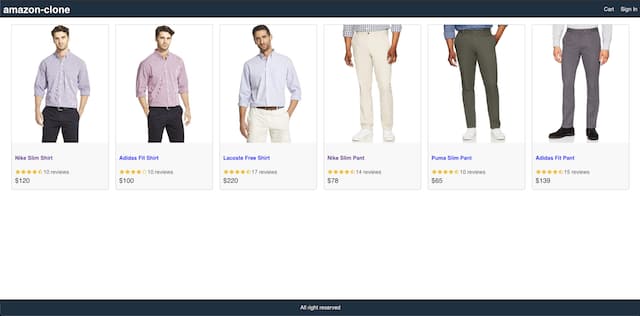 amazon-clone
Cart Sign In
Nike Slim Shirt
10 reviews
$120
Adidas Fit Shirt
10 reviews
$100
Lacoste Free Shirt
17 reviews
$220
Nike Slim Pant
14 reviews
$78
Puma Slim Pant
10 reviews
$65
Adidas Fit Pant
15 reviews
$139
All right reserved